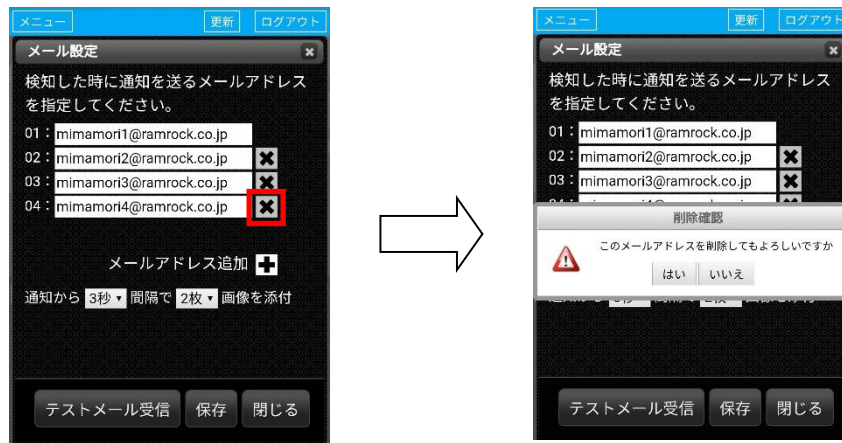 メニュー 更新 ログアウト
メール設定
検知した時に通知を送るメールアドレス
を指定してください。
01：mimamori1@ramrock.co.jp
02：mimamori2@ramrock.co.jp
03：mimamori3@ramrock.co.jp
04：mimamori4@ramrock.co.jp
メールアドレス追加
通知から 3秒 間隔で 2枚 画像を添付
テストメール受信 保存 閉じる
メニュー 更新 ログアウト
メール設定
検知した時に通知を送るメールアドレス
を指定してください。
01：mimamori1@ramrock.co.jp
02：mimamori2@ramrock.co.jp
03：mimamori3@ramrock.co.jp
削除確認
このメールアドレスを削除してもよろしいですか
はい いいえ
テストメール受信 保存 閉じる